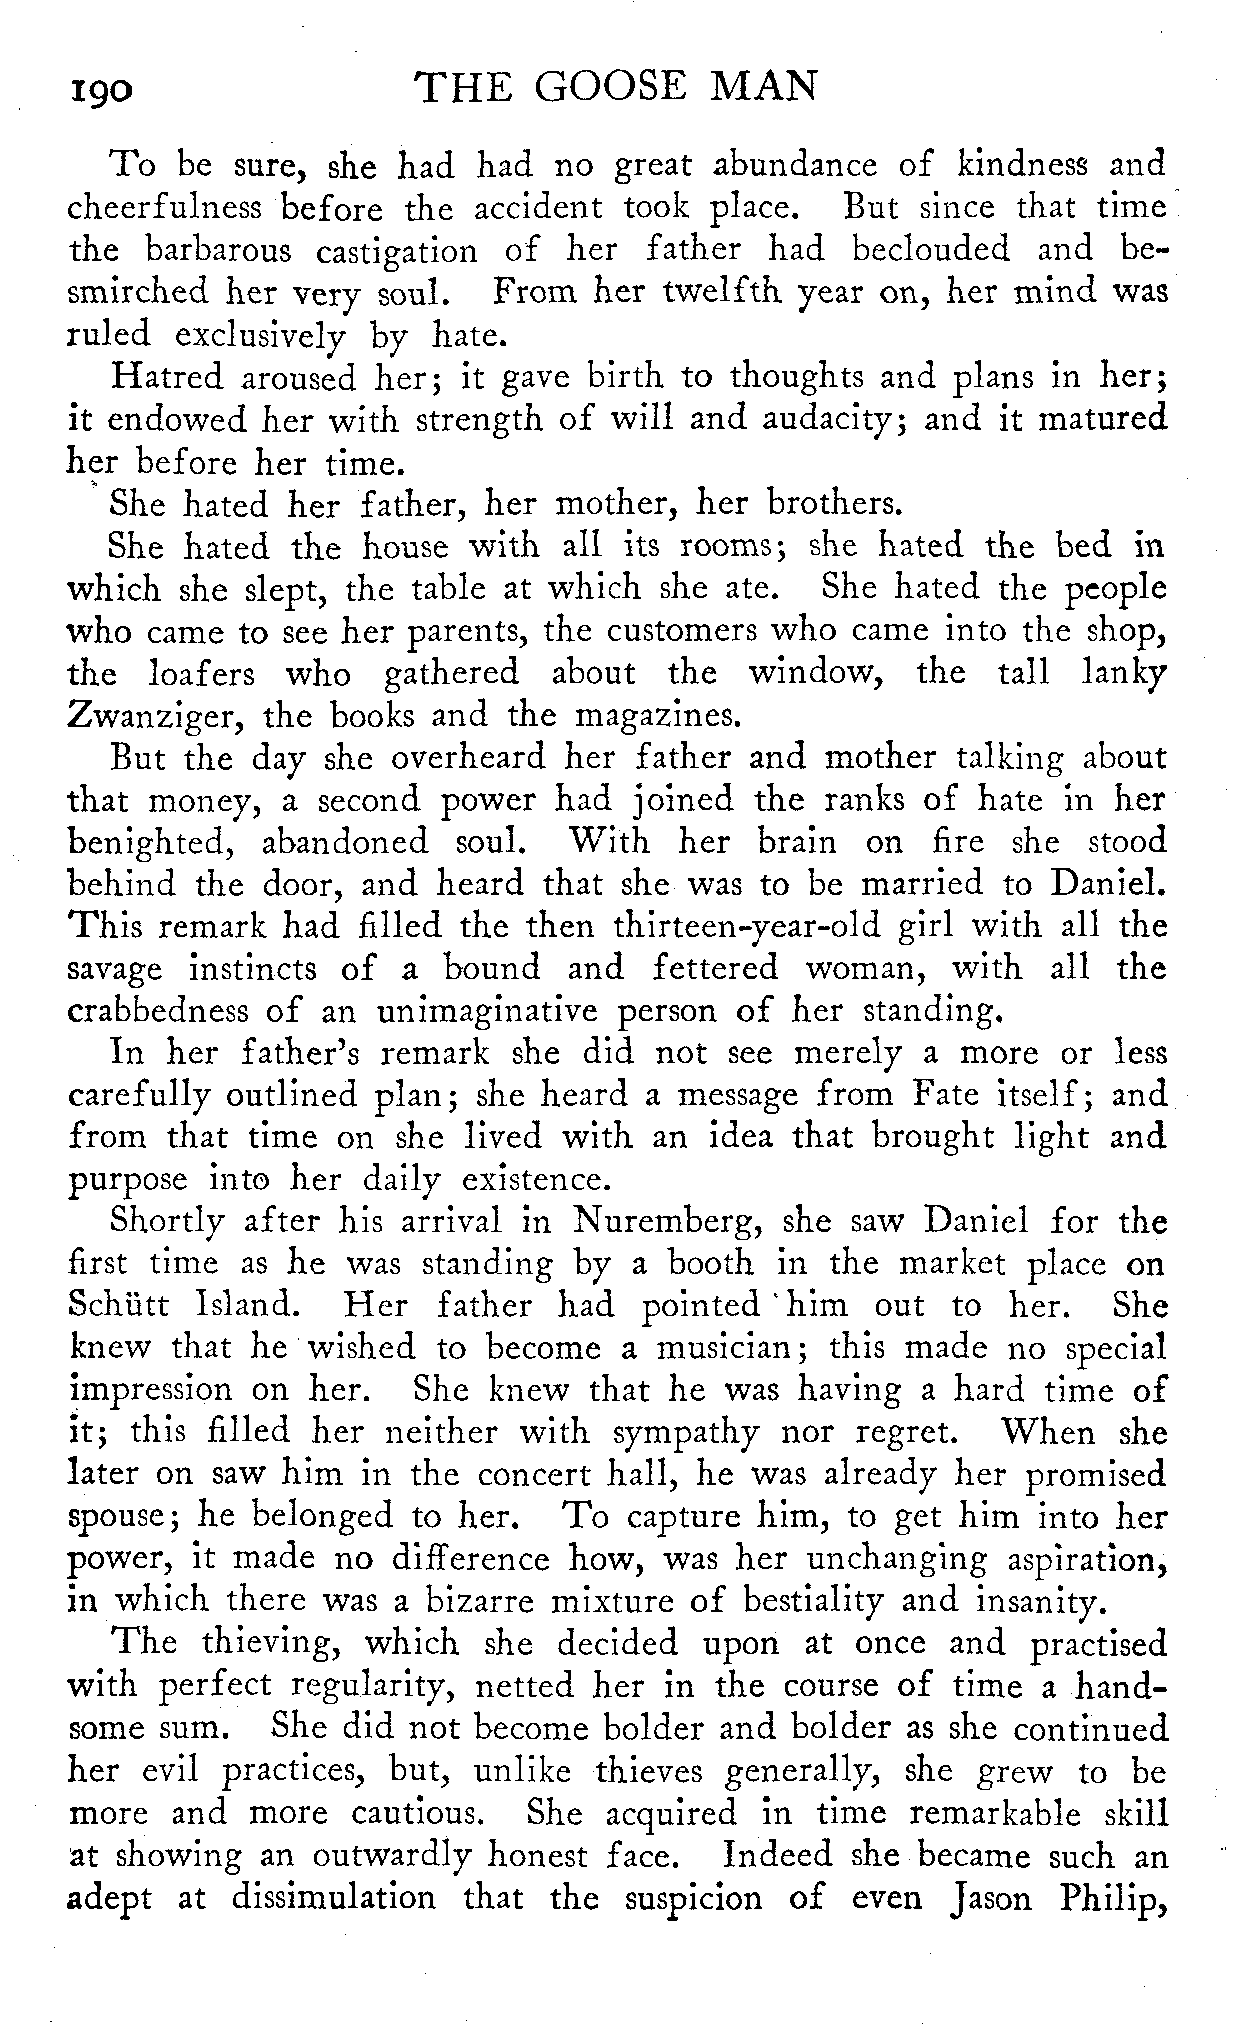 190 THE GOOSE MAN
To be sure, she had had no great abundance of kindness and
cheerfulness before the accident took place. But since that time
the barbarous castigation of her father had beclouded and be-
smirched her very soul. From her twelfth year on, her mind was
ruled exclusively by hate.
Hatred aroused her; it gave birth to thoughts and plans in her;
it endowed her with strength of will and audacity; and it matured
her before her time.
She hated her father, her mother, her brothers.
She hated the house with all its rooms; she hated the bed in
which she slept, the table at which she ate. She hated the people
who came to see her parents, the customers who came into the shop,
the loafers who gathered about the window, the tall lanky
Zwanziger, the books and the magazines.
But the day she overheard her father and mother talking about
that money, a second power had joined the ranks of hate in her
benighted, abandoned soul. With her brain on fire she stood
behind the door, and heard that she was to be married to Daniel.
This remark had filled the then thirteen-year-old girl with all the
savage instincts of a bound and fettered woman, with all the
crabbedness of an unimaginative person of her standing.
In her father's remark she did not see merely a more or less
carefully outlined plan; she heard a message from Fate itself; and
from that time on she lived with an idea that brought light and
purpose into her daily existence.
Shortly after his arrival in Nuremberg, she saw Daniel for the
first time as he was standing by a booth in the market place on
Schütt Island. Her father had pointed him out to her. She
knew that he wished to become a musician; this made no special
impression on her. She knew that he was having a hard time of
it; this filled her neither with sympathy nor regret. When she
later on saw him in the concert hall, he was already her promised
spouse; he belonged to her. To capture him, to get him into her
power, it made no difference how, was her unchanging aspiration,
in which there was a bizarre mixture of bestiality and insanity.
The thieving, which she decided upon at once and practised
with perfect regularity, netted her in the course of time a hand-
some sum. She did not become bolder and bolder as she continued
her evil practices, but, unlike thieves generally, she grew to be
more and more cautious. She acquired in time remarkable skill
at showing an outwardly honest face. Indeed she became such an
adept at dissimulation that the suspicion of even Jason Philip,